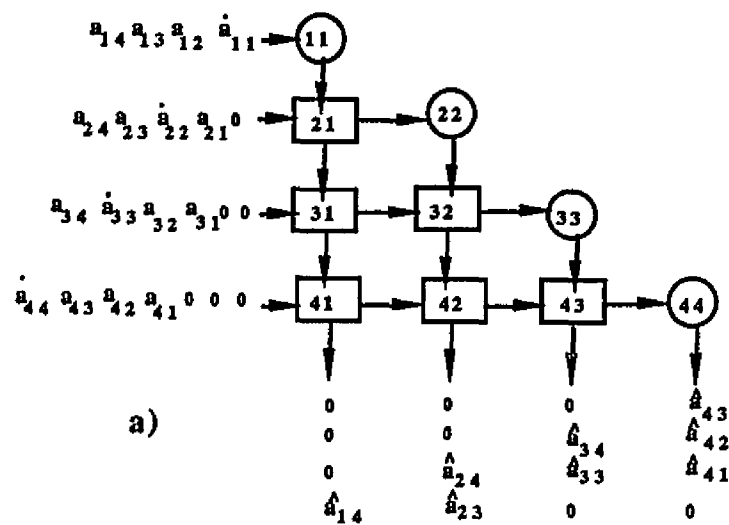 a14 a13 a12 ȧ11 11
a24 a23 ȧ22 a21 0 21 22
a34 ȧ33 a32 a31 0 0 31 32 33
ȧ44 a43 a42 a41 0 0 0 41 42 43 44
0 0 0 â43
a) 0 0 â34 â42
0 â24 â33 â41
â14 â23 0 0